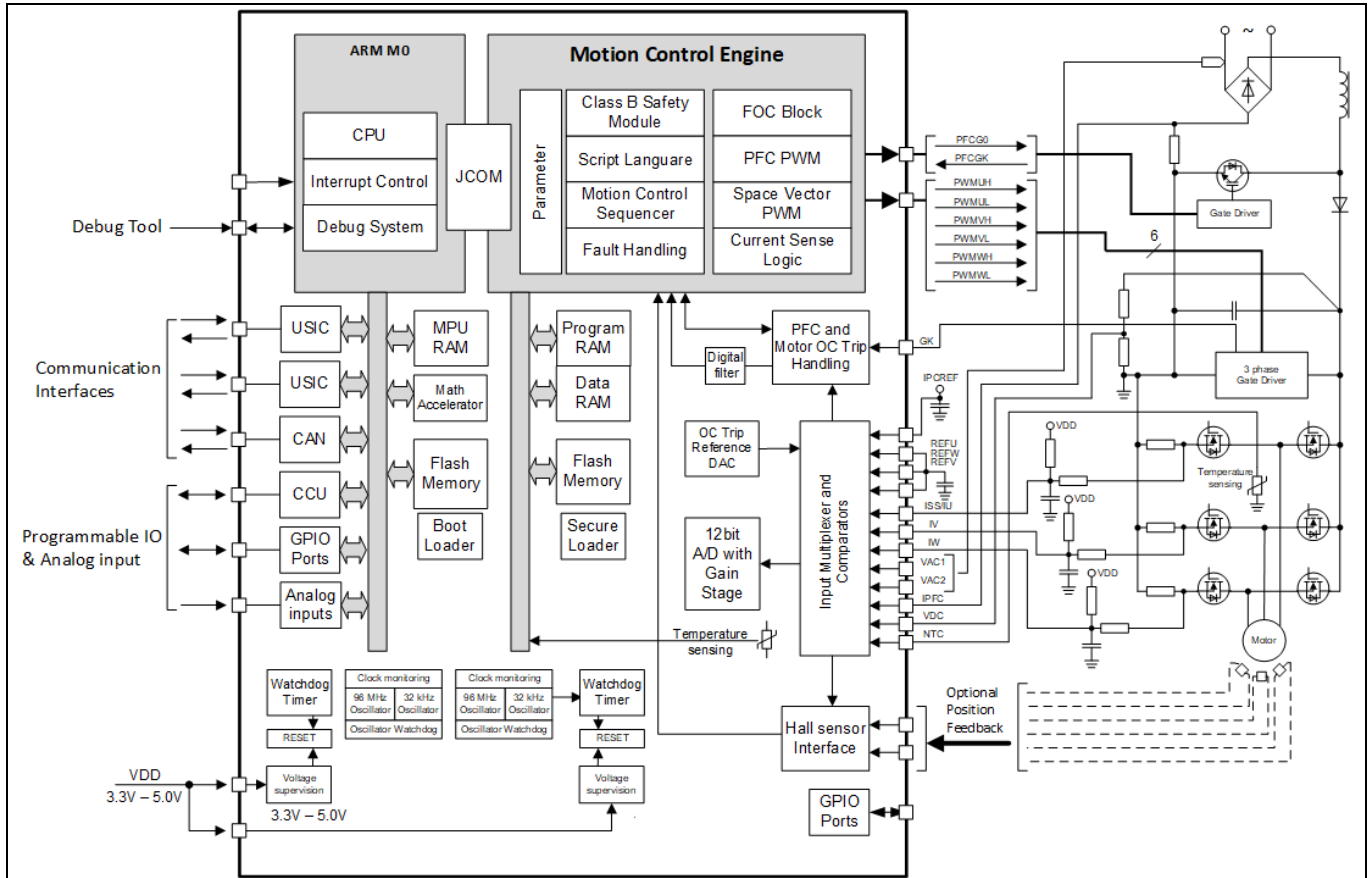 ARM M0
CPU
Interrupt Control
Debug System
JCOM
Motion Control Engine
Parameter
Class B Safety
Module
Script Languare
Motion Control
Sequencer
Fault Handling
FOC Block
PFC PWM
Space Vector
PWM
Current Sense
Logic
Debug Tool
Communication
Interfaces
Programmable IO
& Analog input
USIC
USIC
CAN
CCU
GPIO
Ports
Analog
inputs
MPU
RAM
Math
Accelerator
Flash
Memory
Boot
Loader
Program
RAM
Data
RAM
Flash
Memory
Secure
Loader
Digital
filter
PFC and
Motor OC Trip
Handling
OC Trip
Reference
DAC
12bit
A/D with
Gain
Stage
Input Multiplexer and
Comparators
Temperature
sensing
Hall sensor
Interface
GPIO
Ports
Watchdog
Timer
RESET
Voltage
supervision
3.3V – 5.0V
Clock monitoring
96 MHz
Oscillator
32 kHz
Oscillator
Oscillator Watchdog
Clock monitoring
96 MHz
Oscillator
32 kHz
Oscillator
Oscillator Watchdog
Watchdog
Timer
RESET
Voltage
supervision
VDD
3.3V – 5.0V
PFCG0
PFCGK
PWMUH
PWMUL
PWMVH
PWMVL
PWMWH
PWMWL
6
~
Gate Driver
3 phase
Gate Driver
GK
IPCREF
REFU
REFW
REFV
ISS/IU
IV
IW
VAC1
VAC2
IPFC
VDC
NTC
VDD
VDD
VDD
Temperature
sensing
Motor
Optional
Position
Feedback